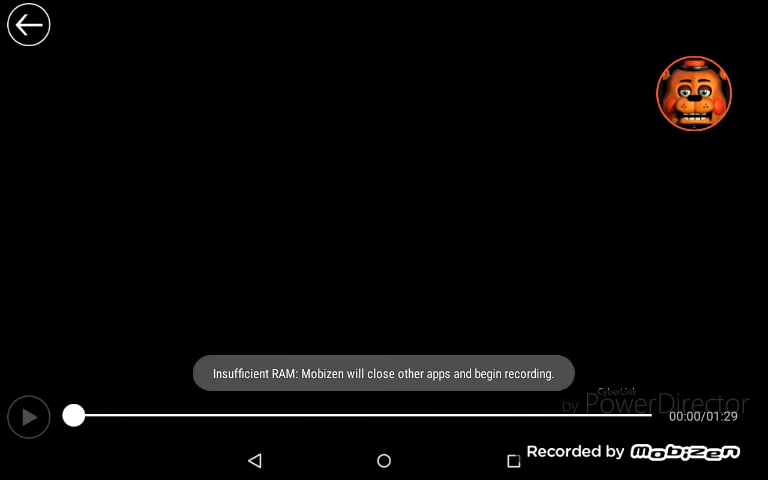 Insufficient RAM: Mobizen will close other apps and begin recording.
CyberLink
by PowerDirector
00:00/01:29
Recorded by Mobizen